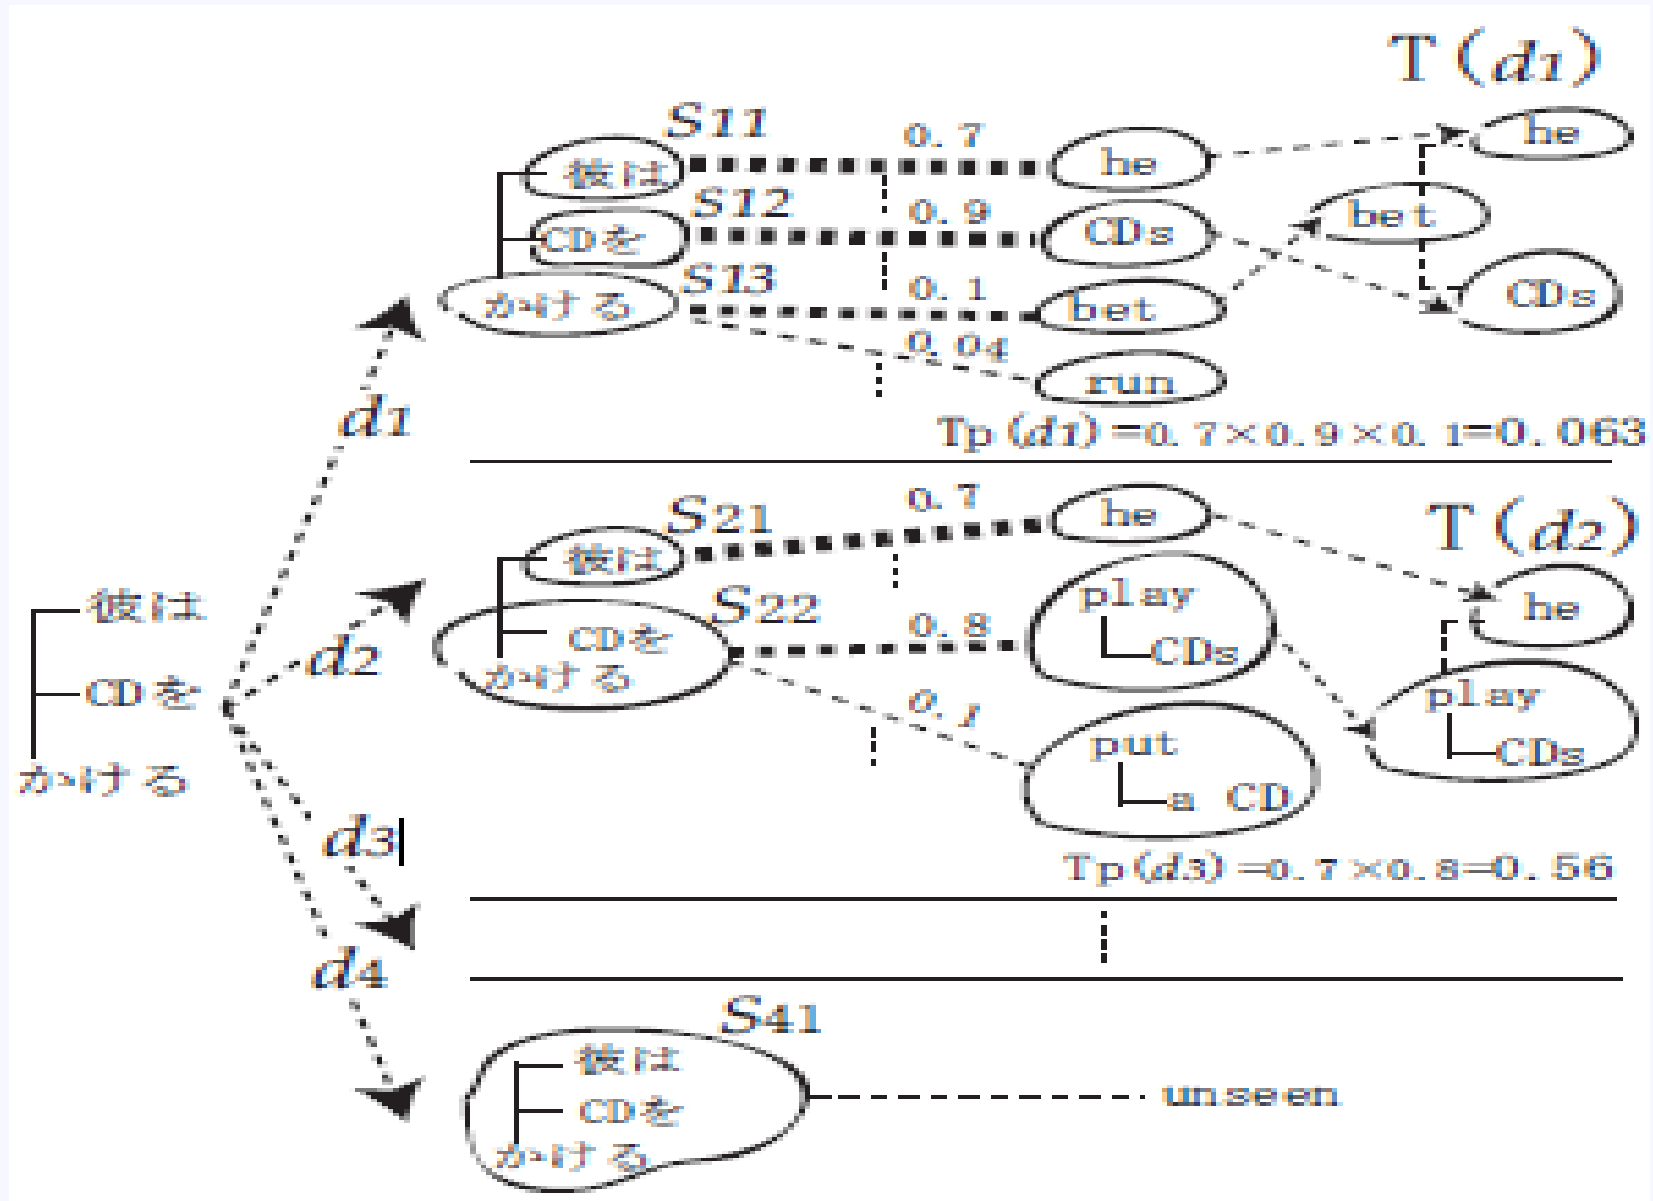 T(d1)
S11
彼は
0.7
he
he
S12
CDを
0.9
CDs
bet
S13
かける
0.1
bet
CDs
0.04
run
d1
Tp(d1)=0.7×0.9×0.1=0.063
S21
彼は
0.7
he
T(d2)
彼は
CDを
かける
d2
S22
CDを
かける
0.8
play
CDs
he
play
CDs
0.1
put
a CD
d3
Tp(d3)=0.7×0.8=0.56
d4
S41
彼は
CDを
かける
unseen